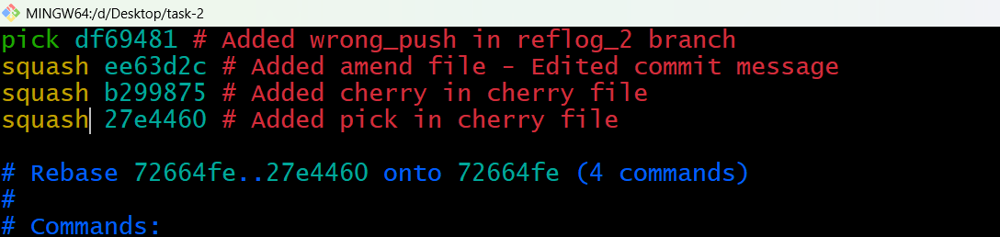 MINGW64:/d/Desktop/task-2
pick df69481 # Added wrong_push in reflog_2 branch
squash ee63d2c # Added amend file - Edited commit message
squash b299875 # Added cherry in cherry file
squash 27e4460 # Added pick in cherry file
# Rebase 72664fe..27e4460 onto 72664fe (4 commands)
#
# Commands: